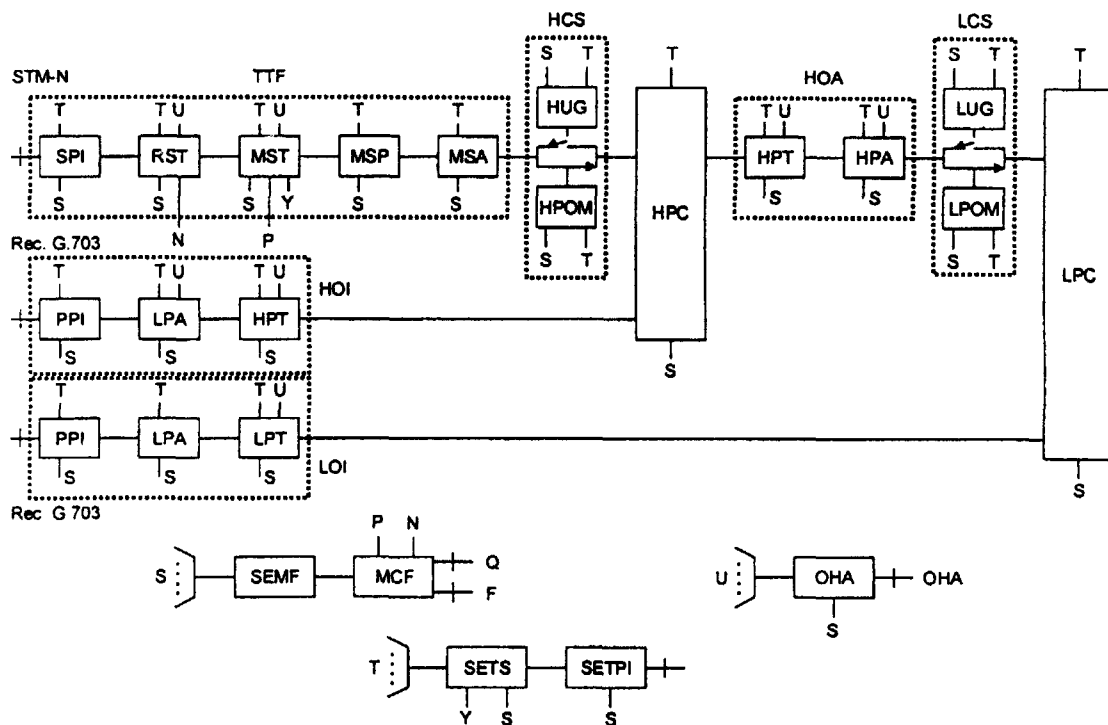 HCS
LCS
S T
T
S T
T
STM-N
TTF
HOA
T
T U
T U
T
T
HUG
T U
T U
LUG
SPI
RST
MST
MSP
MSA
HPT
HPA
S
S
S
Y
S
S
HPOM
HPC
S
S
LPOM
N
P
S T
S T
LPC
Rec. G.703
T
T U
T U
HOI
PPI
LPA
HPT
S
S
S
S
T
T
T U
PPI
LPA
LPT
S
S
S
LOI
S
Rec G 703
P N
S
SEMF
MCF
Q
F
U
OHA
OHA
S
T
SETS
SETPI
Y
S
S